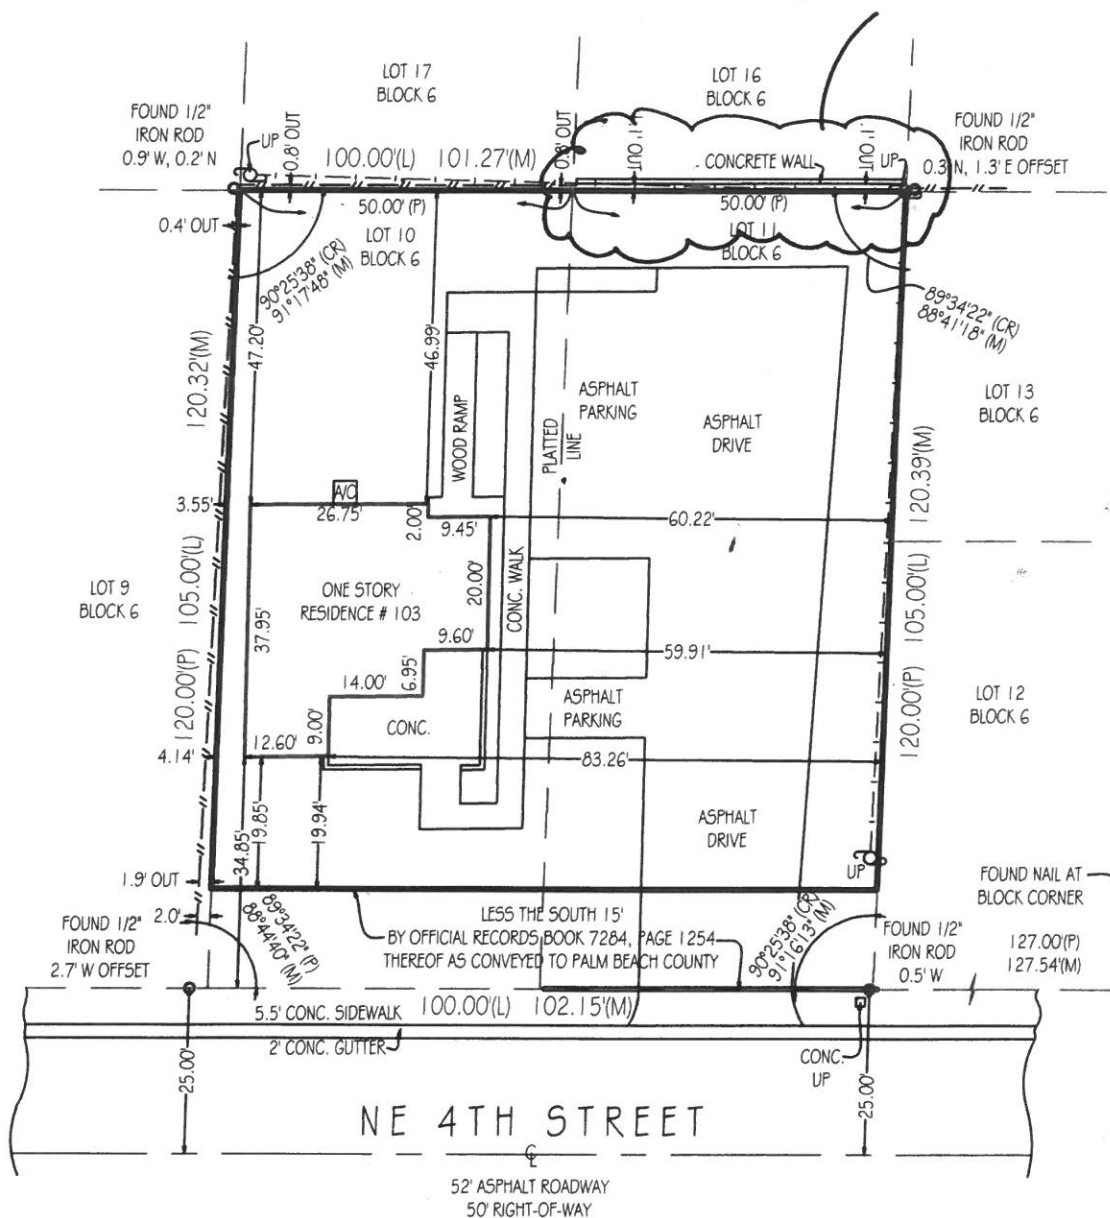 LOT 17
BLOCK 6
LOT 16
BLOCK 6
FOUND 1/2"
IRON ROD
0.9' W, 0.2' N
UP
0.8' OUT
100.00'(L) 101.27'(M)
0.8' OUT
1.1' OUT
CONCRETE WALL
1.1' OUT
UP
FOUND 1/2"
IRON ROD
0.3 N, 1.3' E OFFSET
0.4' OUT
50.00' (P)
LOT 10
BLOCK 6
50.00' (P)
LOT 11
BLOCK 6
90°25'38" (CR)
91°17'48" (M)
89°34'22" (CR)
88°41'18" (M)
120.32'(M)
47.20'
46.99'
WOOD RAMP
ASPHALT
PARKING
PLATTED
LINE
ASPHALT
DRIVE
LOT 13
BLOCK 6
120.39'(M)
3.55'
A/C
26.75'
2.00'
9.45'
60.22'
LOT 9
BLOCK 6
120.00'(P) 105.00'(L)
37.95'
ONE STORY
RESIDENCE # 103
20.00'
CONC. WALK
9.60'
59.91'
120.00'(P) 105.00'(L)
14.00'
6.95'
ASPHALT
PARKING
LOT 12
BLOCK 6
CONC.
9.00'
4.14'
12.60'
83.26'
34.85'
19.85'
19.94'
ASPHALT
DRIVE
UP
1.9' OUT
2.0'
FOUND 1/2"
IRON ROD
2.7' W OFFSET
89°34'22" (P)
88°44'40" (M)
LESS THE SOUTH 15'
BY OFFICIAL RECORDS BOOK 7284, PAGE 1254
THEREOF AS CONVEYED TO PALM BEACH COUNTY
90°25'38" (CR)
91°16'13" (M)
FOUND 1/2"
IRON ROD
0.5' W
FOUND NAIL AT
BLOCK CORNER
127.00'(P)
127.54'(M)
5.5' CONC. SIDEWALK
100.00'(L) 102.15'(M)
2' CONC. GUTTER
CONC.
UP
25.00'
25.00'
NE 4TH STREET
52' ASPHALT ROADWAY
50' RIGHT-OF-WAY